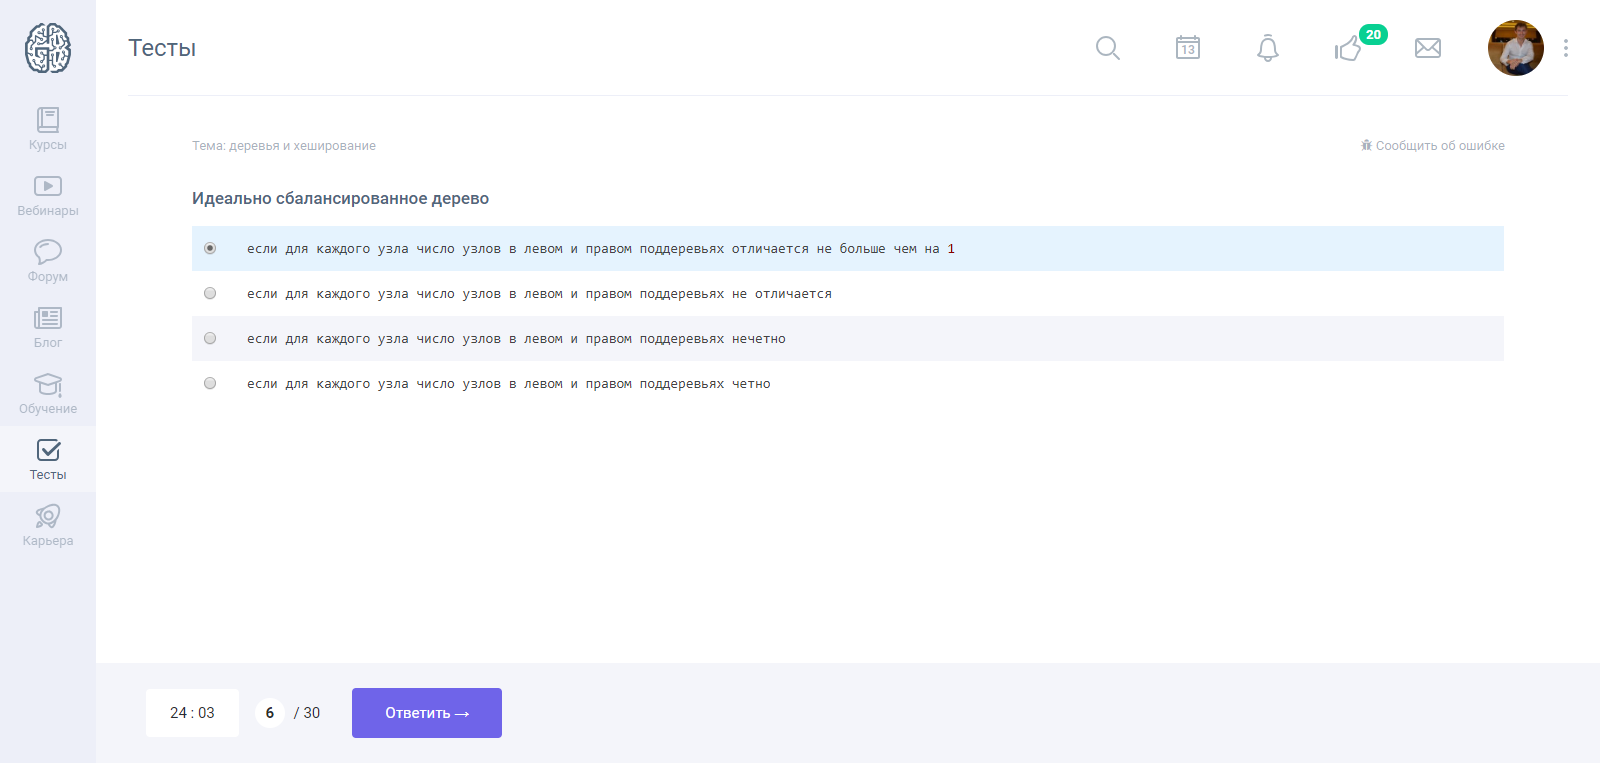 Тесты
13
20
Курсы
Вебинары
Форум
Блог
Обучение
Тесты
Карьера
Тема: деревья и хеширование
Сообщить об ошибке
Идеально сбалансированное дерево
если для каждого узла число узлов в левом и правом поддеревьях отличается не больше чем на 1
если для каждого узла число узлов в левом и правом поддеревьях не отличается
если для каждого узла число узлов в левом и правом поддеревьях нечетно
если для каждого узла число узлов в левом и правом поддеревьях четно
24 : 03 6 / 30 Ответить →